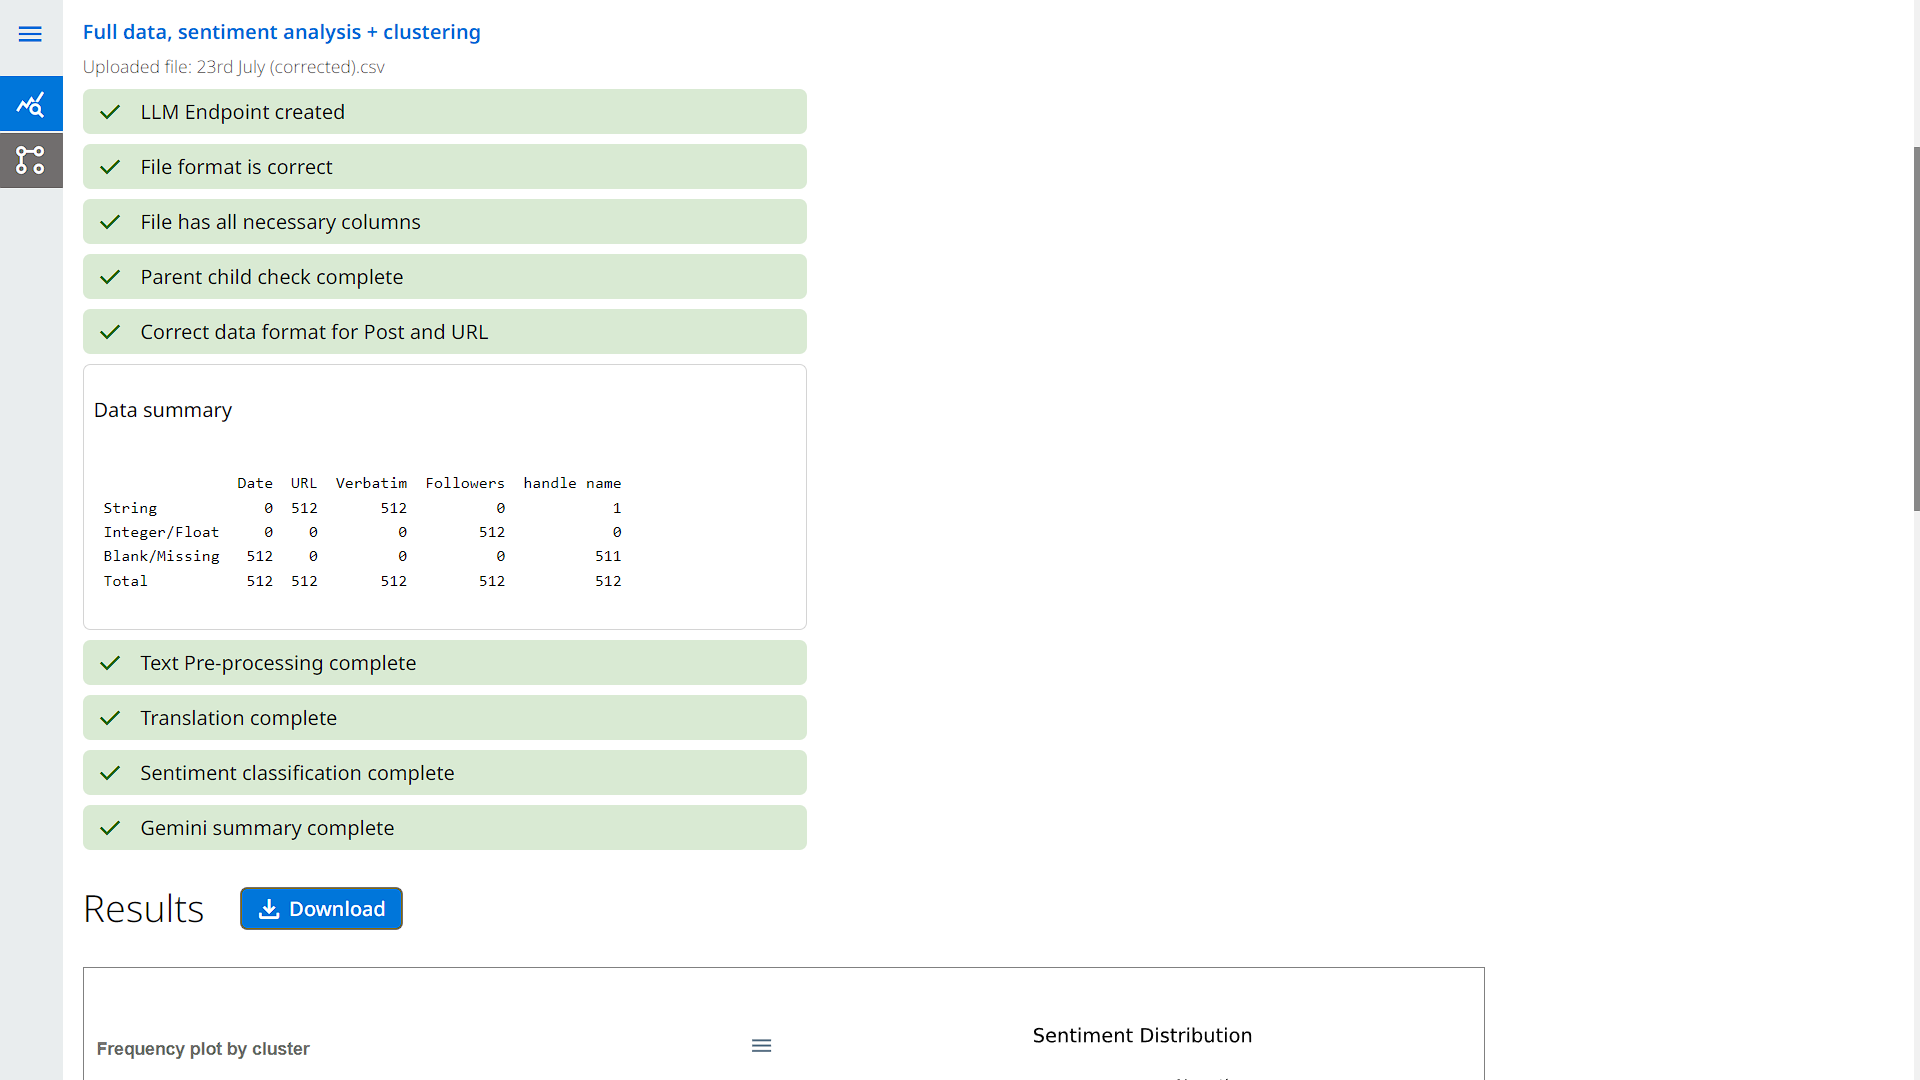 Full data, sentiment analysis + clustering
Uploaded file: 23rd July (corrected).csv
LLM Endpoint created
File format is correct
File has all necessary columns
Parent child check complete
Correct data format for Post and URL
Data summary
Date URL Verbatim Followers handle name
String 0 512 512 0 1
Integer/Float 0 0 0 512 0
Blank/Missing 512 0 0 0 511
Total 512 512 512 512 512
Text Pre-processing complete
Translation complete
Sentiment classification complete
Gemini summary complete
Results
Download
Sentiment Distribution
Frequency plot by cluster